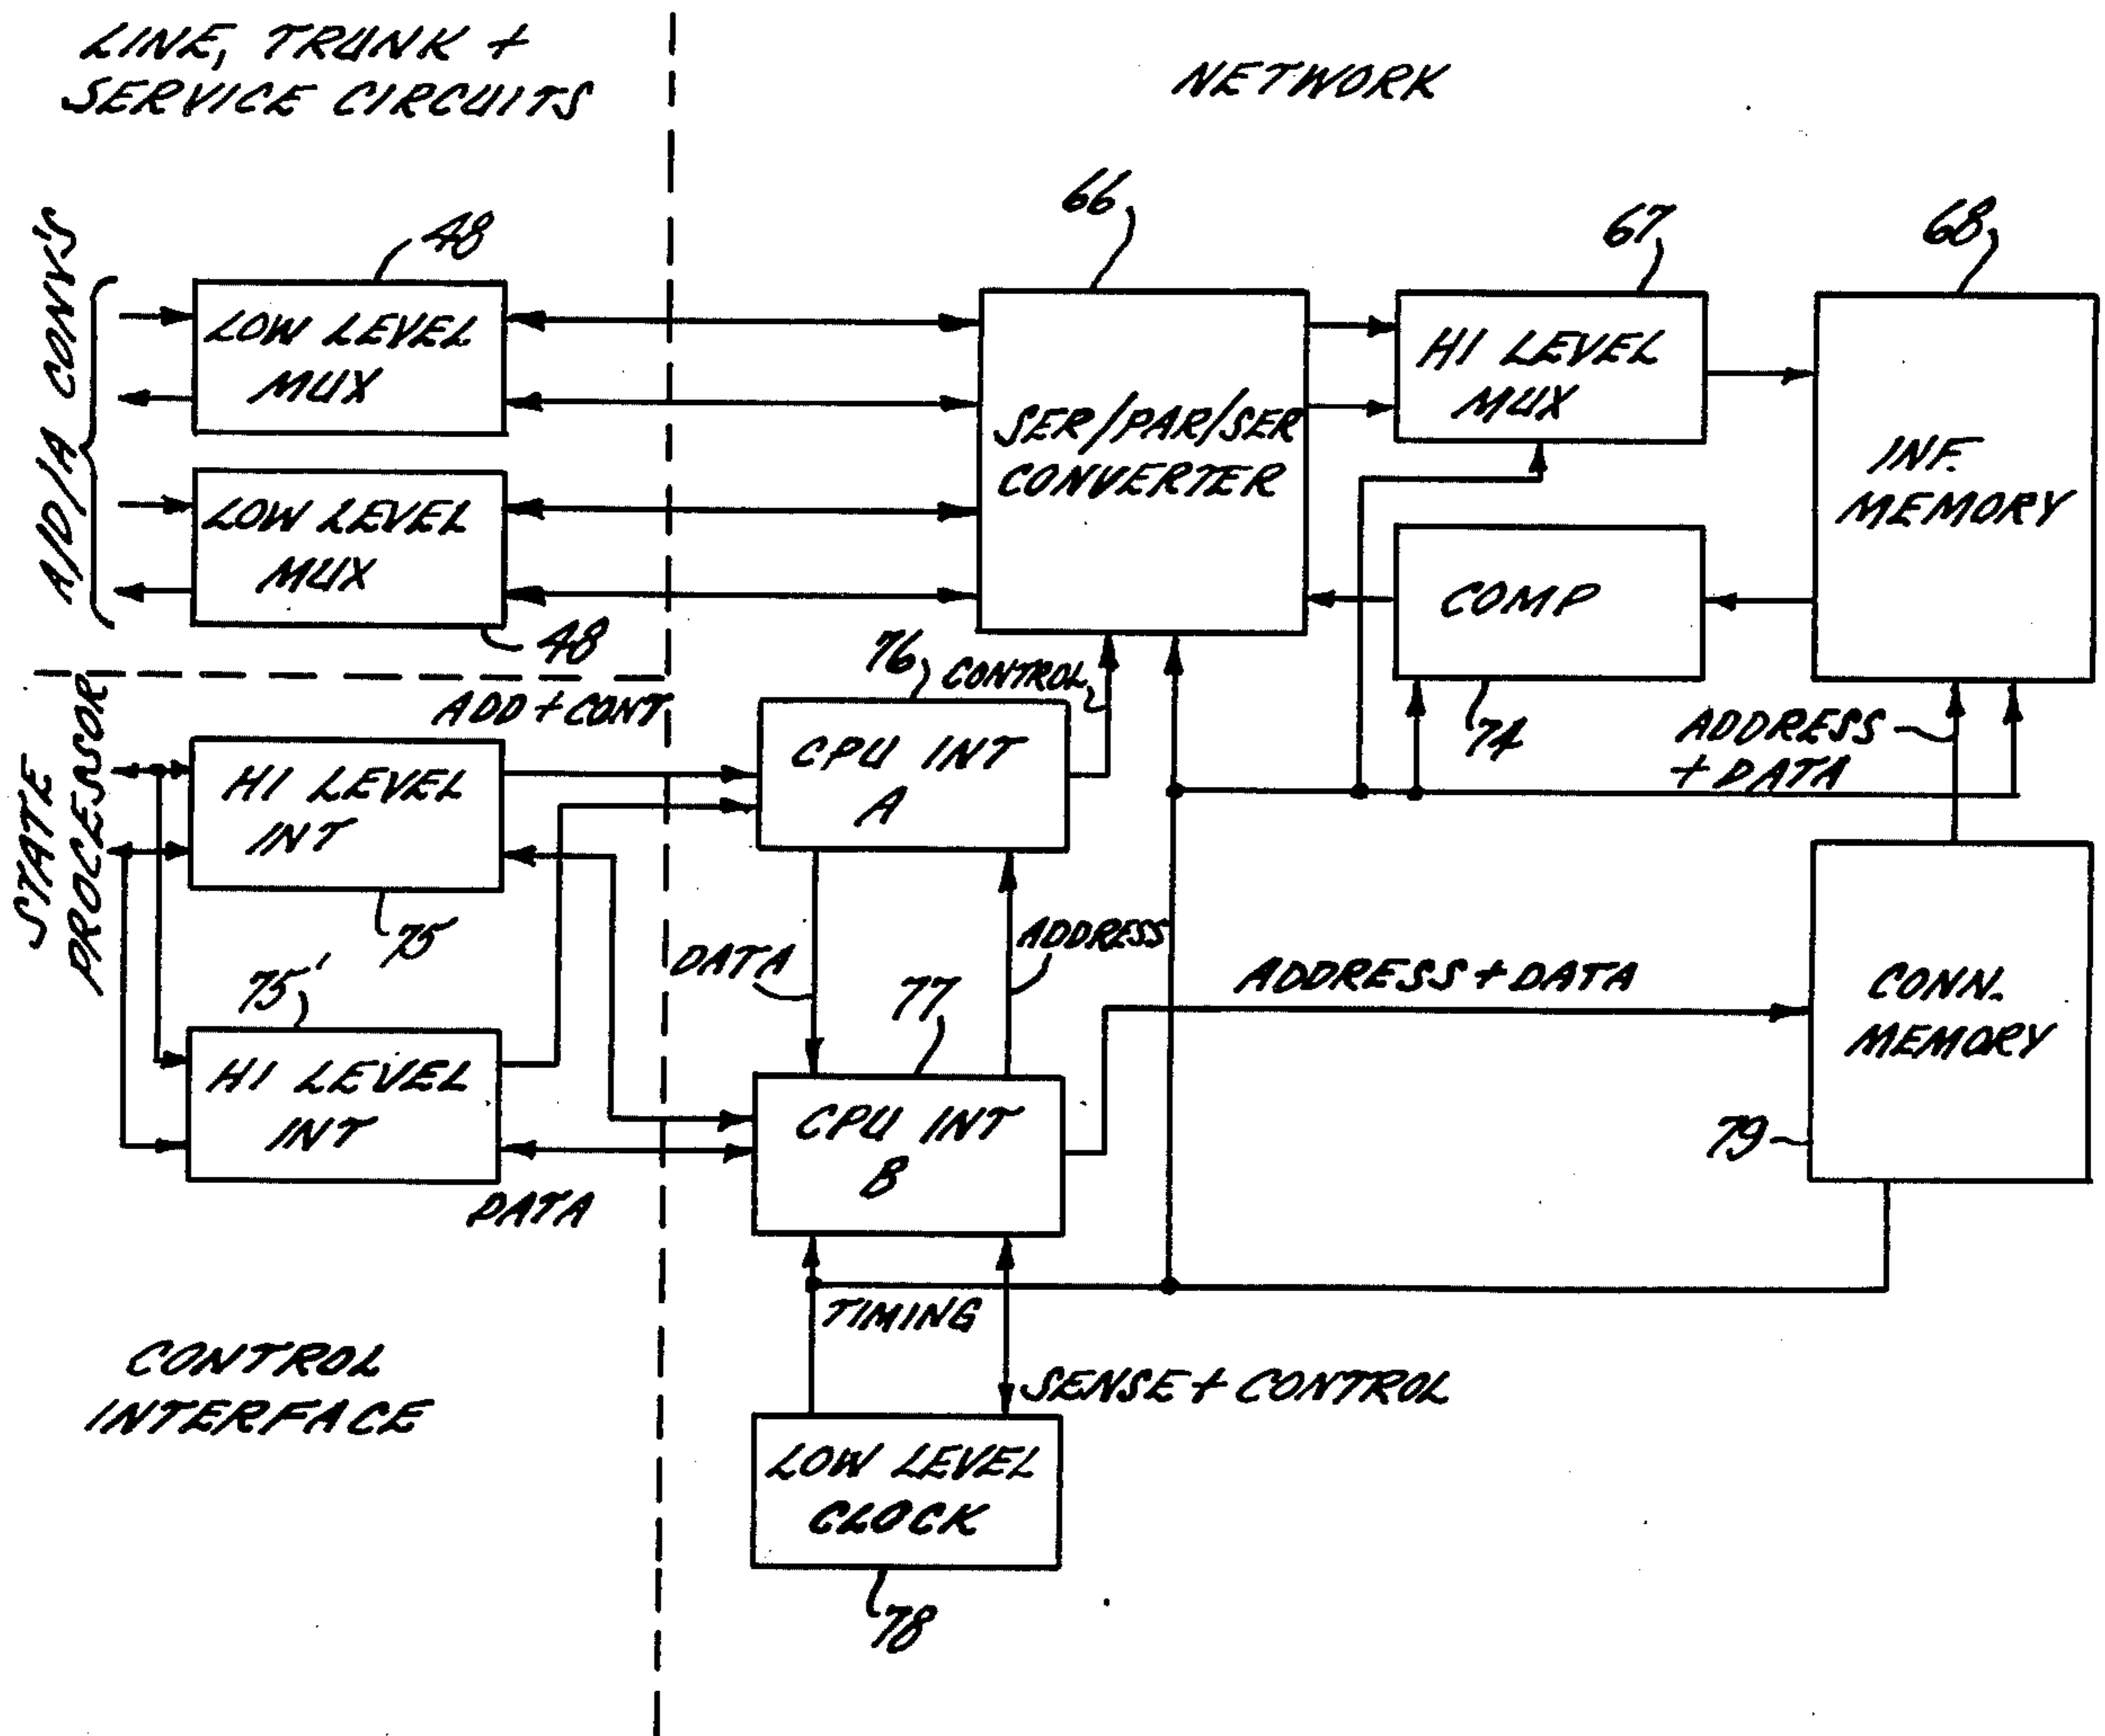 LINE, TRUNK +
SERVICE CIRCUITS
NETWORK
A/D/A CONV'S
48
LOW LEVEL
MUX
LOW LEVEL
MUX
48
66
SER/PAR/SER
CONVERTER
67
HI LEVEL
MUX
68
INF.
MEMORY
COMP
74
ADDRESS
+ DATA
STATE
PROCESSOR
ADD + CONT.
HI LEVEL
INT
75
75'
HI LEVEL
INT
DATA
76
CONTROL
CPU INT
A
DATA
ADDRESS
77
CPU INT
B
ADDRESS + DATA
CONN.
MEMORY
79
TIMING
SENSE + CONTROL
LOW LEVEL
CLOCK
78
CONTROL
INTERFACE